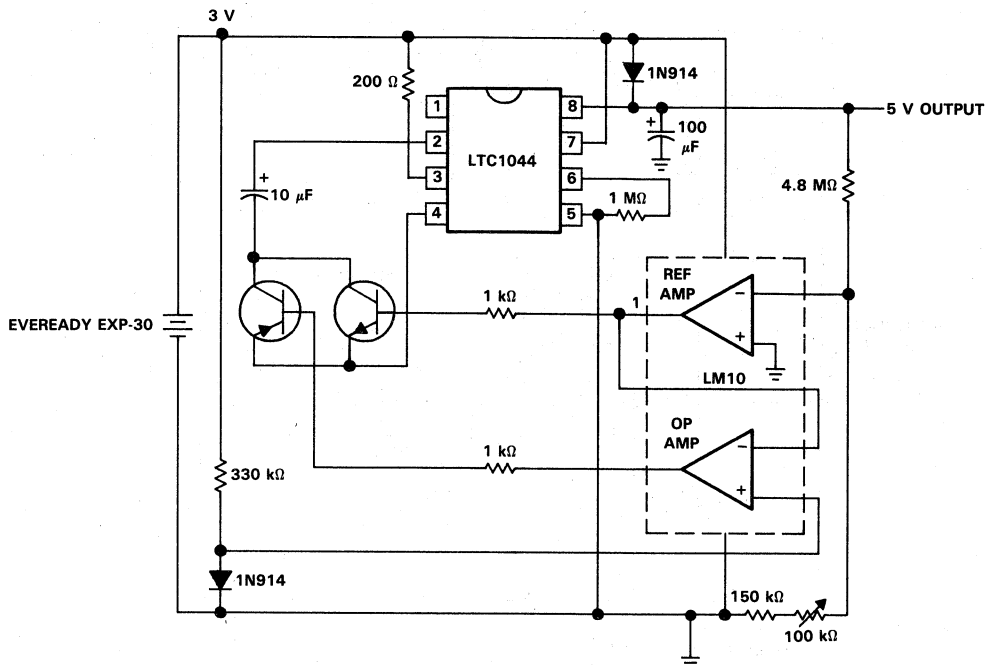 3 V
200 Ω
1N914
1
2
3
4
LTC1044
8
7
6
5
5 V OUTPUT
+
100
μF
+
10 μF
1 MΩ
4.8 MΩ
EVEREADY EXP-30
1 kΩ
1
REF
AMP
−
+
LM10
OP
AMP
−
+
1 kΩ
330 kΩ
1N914
150 kΩ
100 kΩ